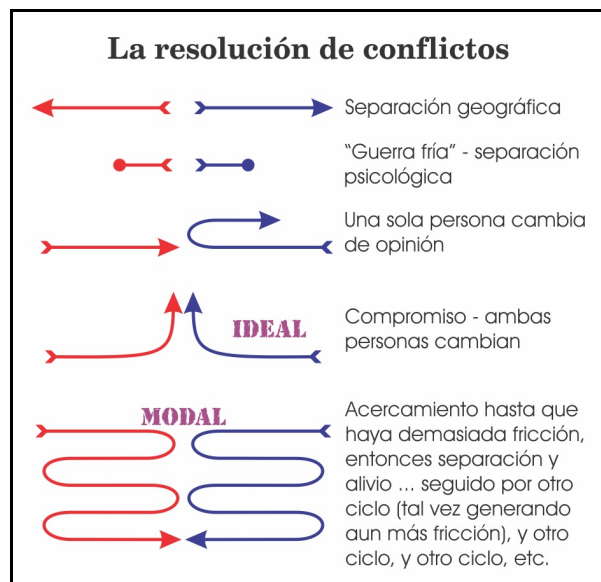 La resolución de conflictos
Separación geográfica
"Guerra fría" - separación
psicológica
Una sola persona cambia
de opinión
IDEAL
Compromiso - ambas
personas cambian
MODAL
Acercamiento hasta que
haya demasiada fricción,
entonces separación y
alivio ... seguido por otro
ciclo (tal vez generando
aun más fricción), y otro
ciclo, y otro ciclo, etc.